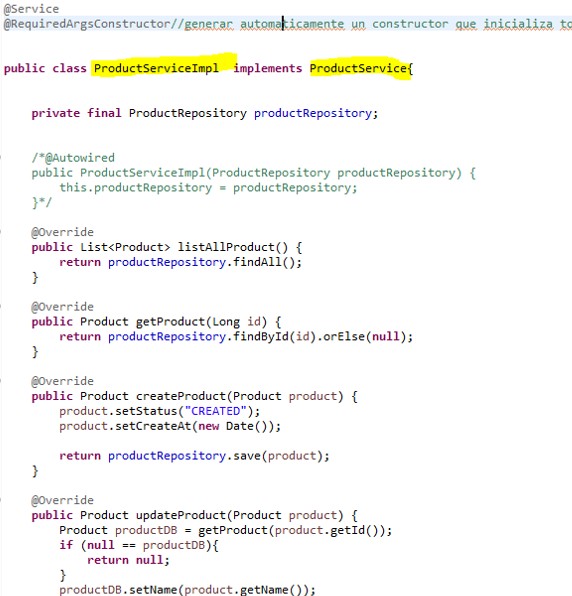 @Service
@RequiredArgsConstructor//generar automaticamente un constructor que inicializa to
public class ProductServiceImpl  implements ProductService{
private final ProductRepository productRepository;
/*@Autowired
public ProductServiceImpl(ProductRepository productRepository) {
this.productRepository = productRepository;
}*/
@Override
public List<Product> listAllProduct() {
return productRepository.findAll();
}
@Override
public Product getProduct(Long id) {
return productRepository.findById(id).orElse(null);
}
@Override
public Product createProduct(Product product) {
product.setStatus("CREATED");
product.setCreateAt(new Date());
return productRepository.save(product);
}
@Override
public Product updateProduct(Product product) {
Product productDB = getProduct(product.getId());
if (null == productDB){
return null;
}
productDB.setName(product.getName());